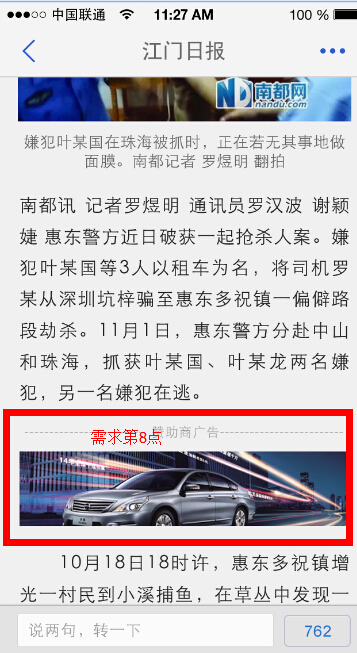 中国联通 11:27 AM 100 %
江门日报
ND 南都网
nandu.com
嫌犯叶某国在珠海被抓时，正在若无其事地做
面膜。南都记者 罗煜明 翻拍
南都讯 记者罗煜明 通讯员罗汉波 谢颖
婕 惠东警方近日破获一起抢杀人案。嫌
犯叶某国等3人以租车为名，将司机罗
某从深圳坑梓骗至惠东多祝镇一偏僻路
段劫杀。11月1日，惠东警方分赴中山
和珠海，抓获叶某国、叶某龙两名嫌
犯，另一名嫌犯在逃。
赞助商广告
需求第8点
10月18日18时许，惠东多祝镇增
光一村民到小溪捕鱼，在草丛中发现一
说两句，转一下 762